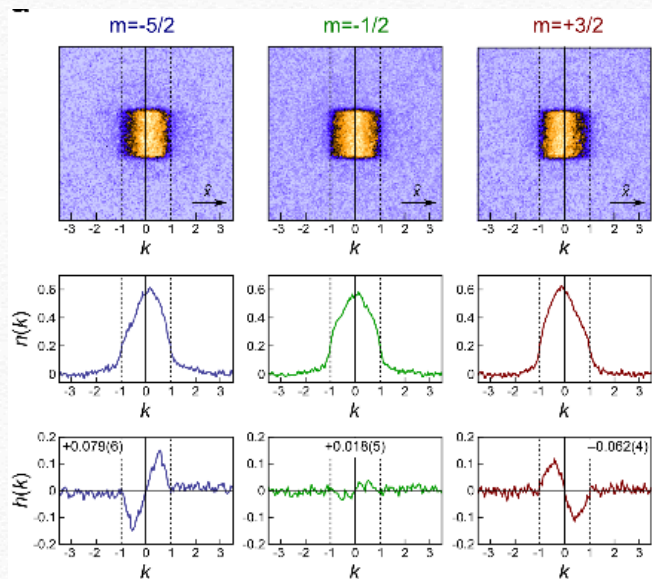 m=-5/2 m=-1/2 m=+3/2
x̂ x̂ x̂
-3 -2 -1 0 1 2 3 -3 -2 -1 0 1 2 3 -3 -2 -1 0 1 2 3
k k k
n(k)
0.6 0.6 0.6
0.4 0.4 0.4
0.2 0.2 0.2
0 0 0
-3 -2 -1 0 1 2 3 -3 -2 -1 0 1 2 3 -3 -2 -1 0 1 2 3
k k k
h(k)
0.2 0.2 0.2
+0.079(6) +0.018(5) −0.062(4)
0.1 0.1 0.1
0.0 0.0 0.0
-0.1 -0.1 -0.1
-0.2 -0.2 -0.2
-3 -2 -1 0 1 2 3 -3 -2 -1 0 1 2 3 -3 -2 -1 0 1 2 3
k k k